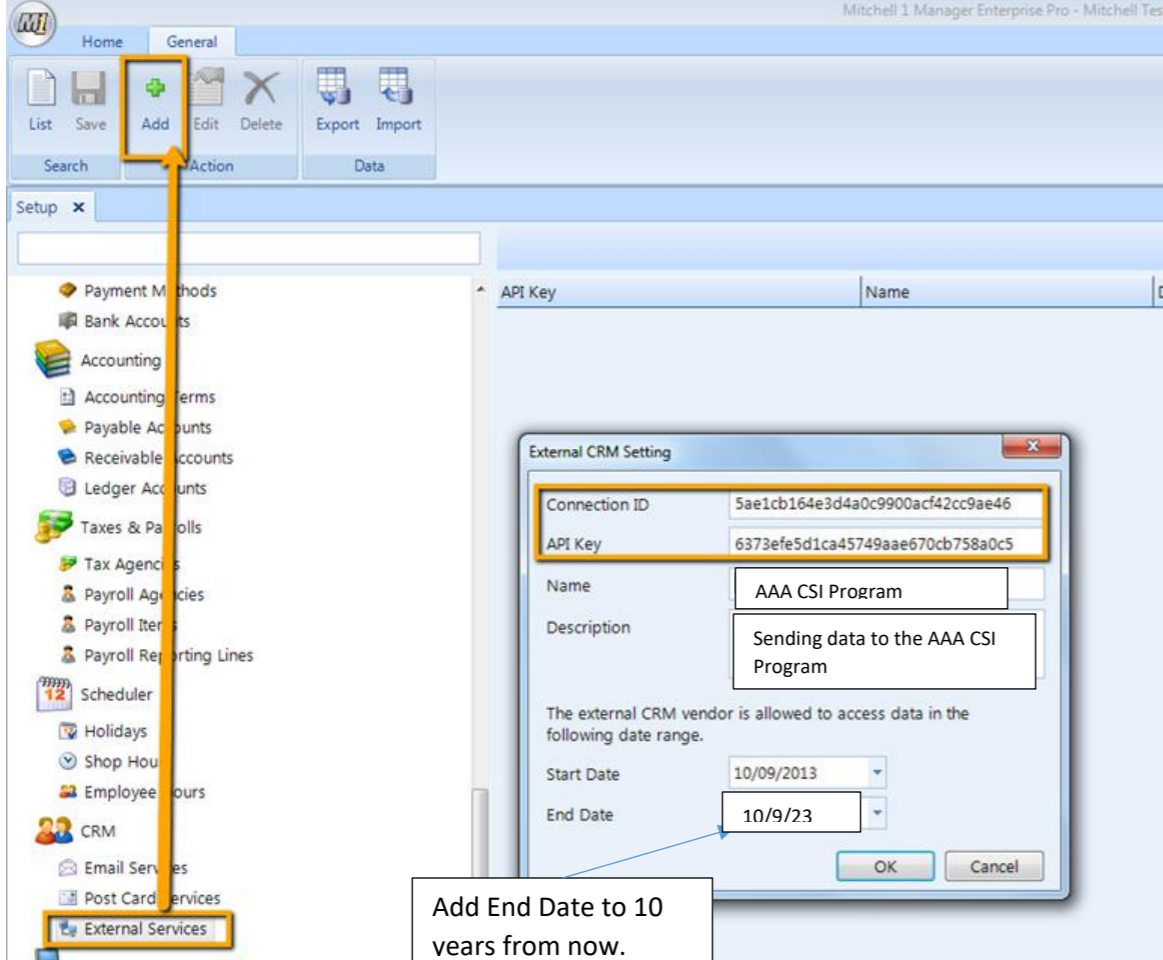 Mitchell 1 Manager Enterprise Pro - Mitchell Tes
Home General
List Save Add Edit Delete Export Import
Search Action Data
Setup
Payment Methods
Bank Accounts
Accounting
Accounting Terms
Payable Accounts
Receivable Accounts
Ledger Accounts
Taxes & Payrolls
Tax Agencies
Payroll Agencies
Payroll Items
Payroll Reporting Lines
12 Scheduler
Holidays
Shop Hou
Employee Hours
CRM
Email Services
Post Card Services
External Services
API Key Name D
External CRM Setting
Connection ID 5ae1cb164e3d4a0c9900acf42cc9ae46
API Key 6373efe5d1ca45749aae670cb758a0c5
Name AAA CSI Program
Description Sending data to the AAA CSI
Program
The external CRM vendor is allowed to access data in the
following date range.
Start Date 10/09/2013
End Date 10/9/23
OK Cancel
Add End Date to 10
years from now.